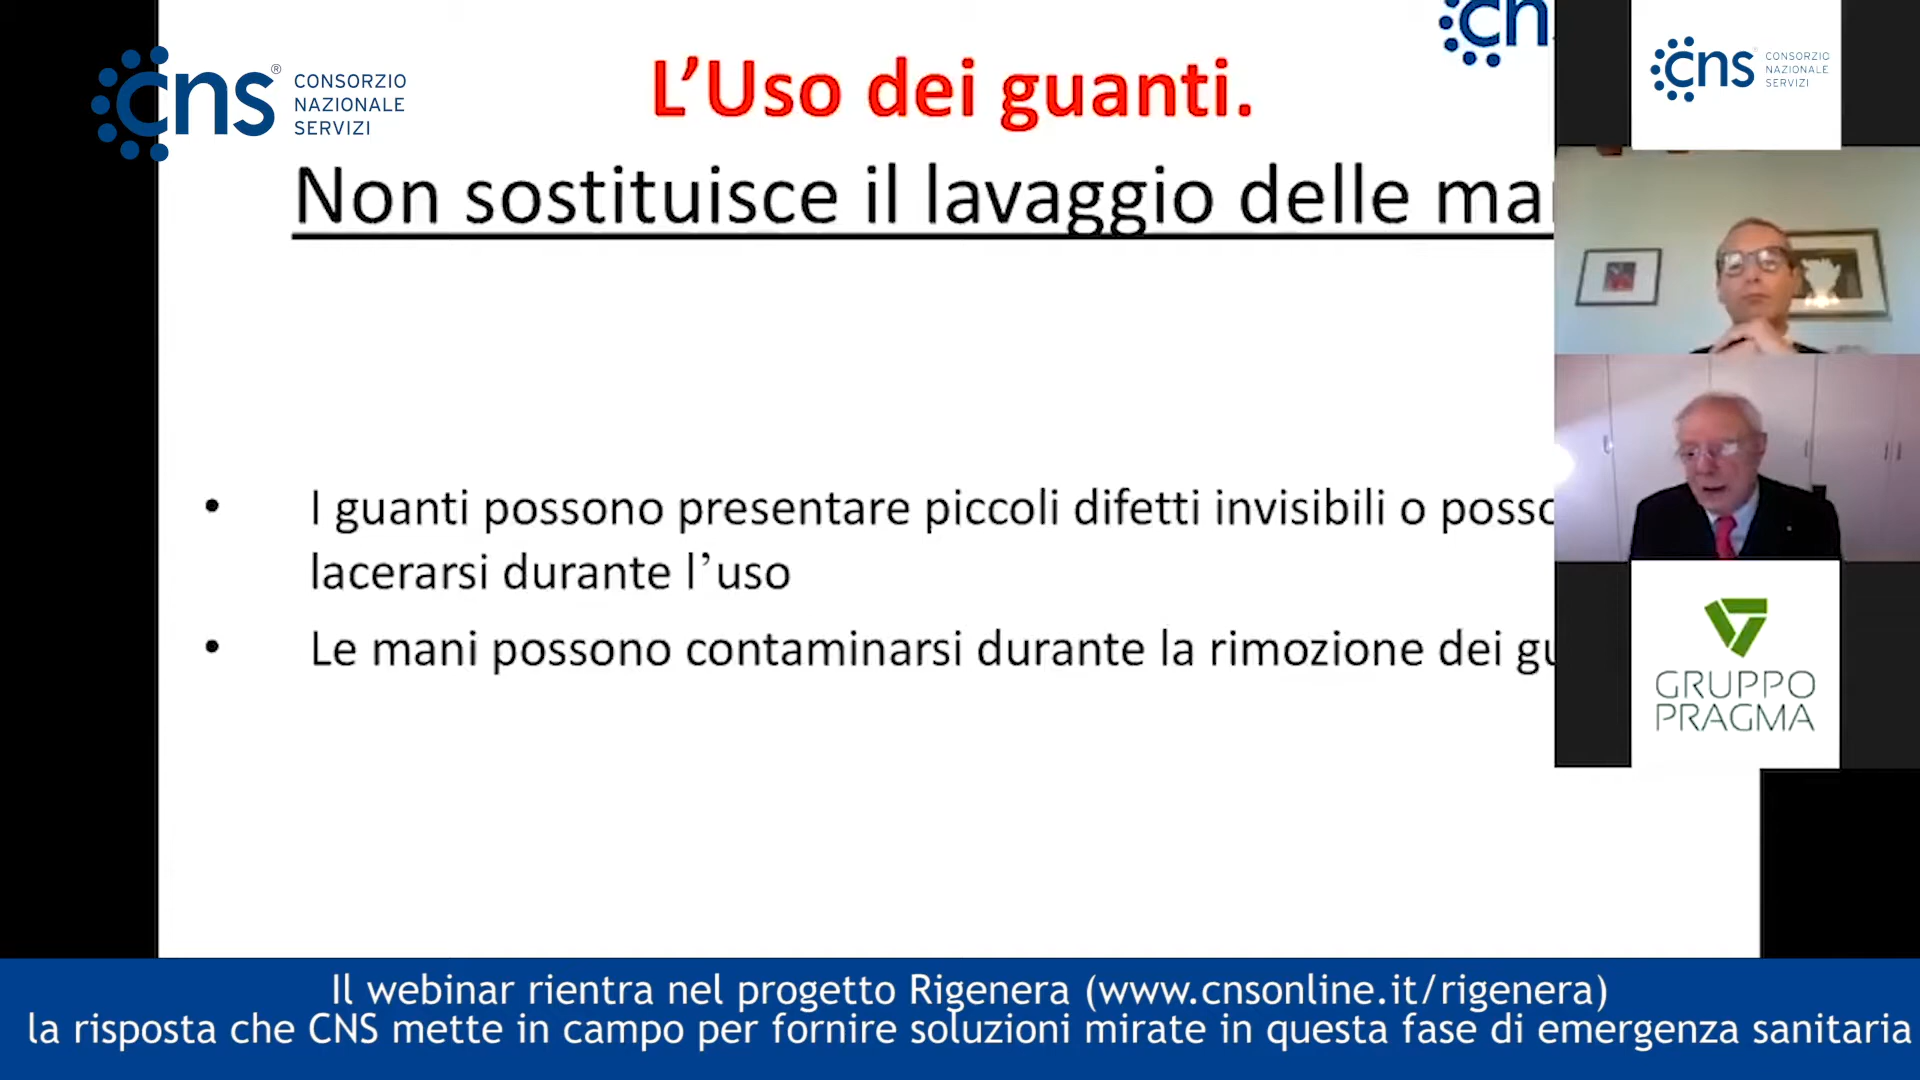 cns® CONSORZIO
NAZIONALE
SERVIZI
cn
L’Uso dei guanti.
Non sostituisce il lavaggio delle
I guanti possono presentare piccoli difetti invisibili o
lacerarsi durante l’uso
Le mani possono contaminarsi durante la rimozione dei
cns CONSORZIO
NAZIONALE
SERVIZI
GRUPPO
PRAGMA
Il webinar rientra nel progetto Rigenera (www.cnsonline.it/rigenera)
la risposta che CNS mette in campo per fornire soluzioni mirate in questa fase di emergenza sanitaria